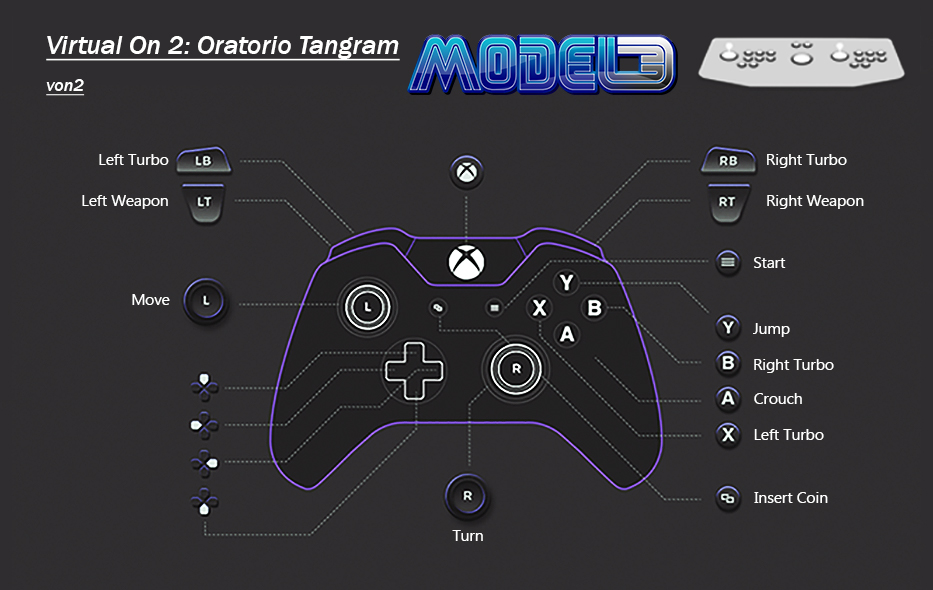 Virtual On 2: Oratorio Tangram
von2
MODEL3
Left Turbo
LB
Left Weapon
LT
RB
Right Turbo
RT
Right Weapon
Start
Move
L
L
Y
X
B
A
R
Y
Jump
B
Right Turbo
A
Crouch
X
Left Turbo
R
Turn
Insert Coin